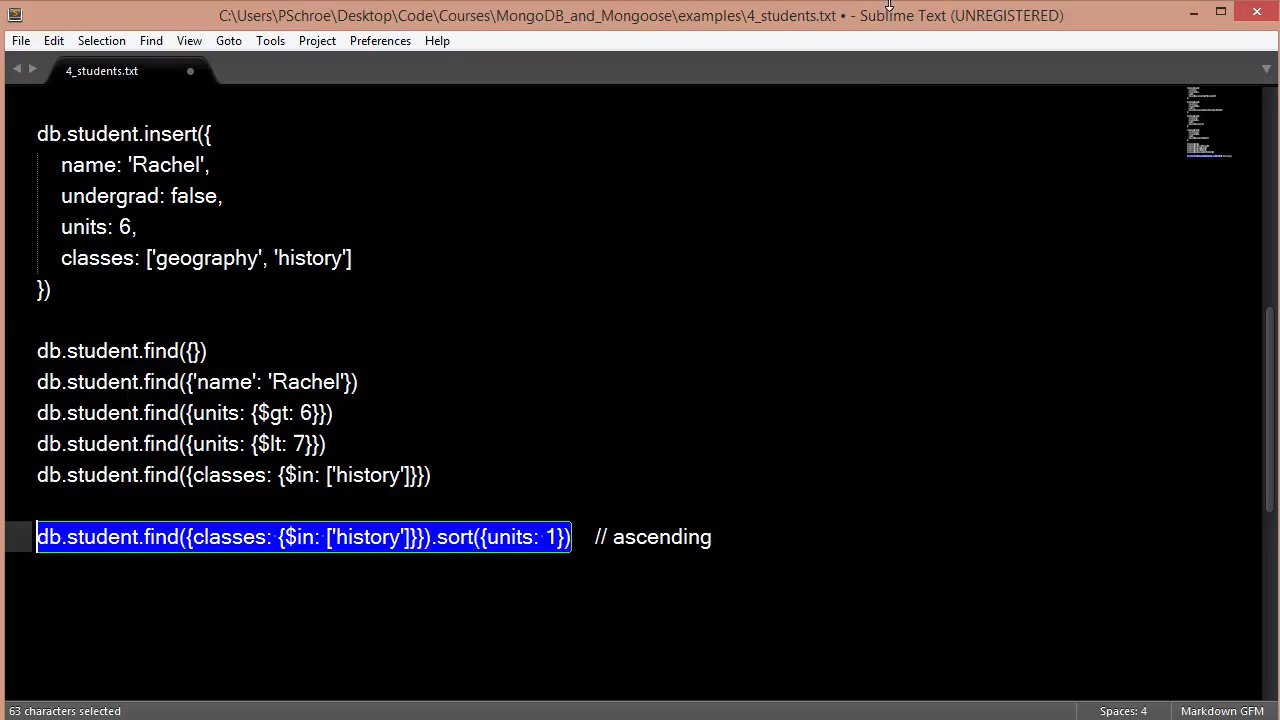 C:\Users\PSchroe\Desktop\Code\Courses\MongoDB_and_Mongoose\examples\4_students.txt • - Sublime Text (UNREGISTERED)
File Edit Selection Find View Goto Tools Project Preferences Help
4_students.txt
db.student.insert({
name: 'Rachel',
undergrad: false,
units: 6,
classes: ['geography', 'history']
})
db.student.find({})
db.student.find({'name': 'Rachel'})
db.student.find({units: {$gt: 6}})
db.student.find({units: {$lt: 7}})
db.student.find({classes: {$in: ['history']}})
db.student.find({classes: {$in: ['history']}}).sort({units: 1}) // ascending
63 characters selected Spaces: 4 Markdown GFM